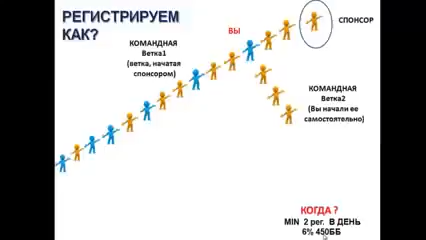 РЕГИСТРИРУЕМ
КАК?
СПОНСОР
ВЫ
КОМАНДНАЯ
Ветка1
(ветка, начатая
спонсором)
КОМАНДНАЯ
Ветка2
(Вы начали ее
самостоятельно)
КОГДА ?
MIN 2 рег. В ДЕНЬ
6% 450ББ